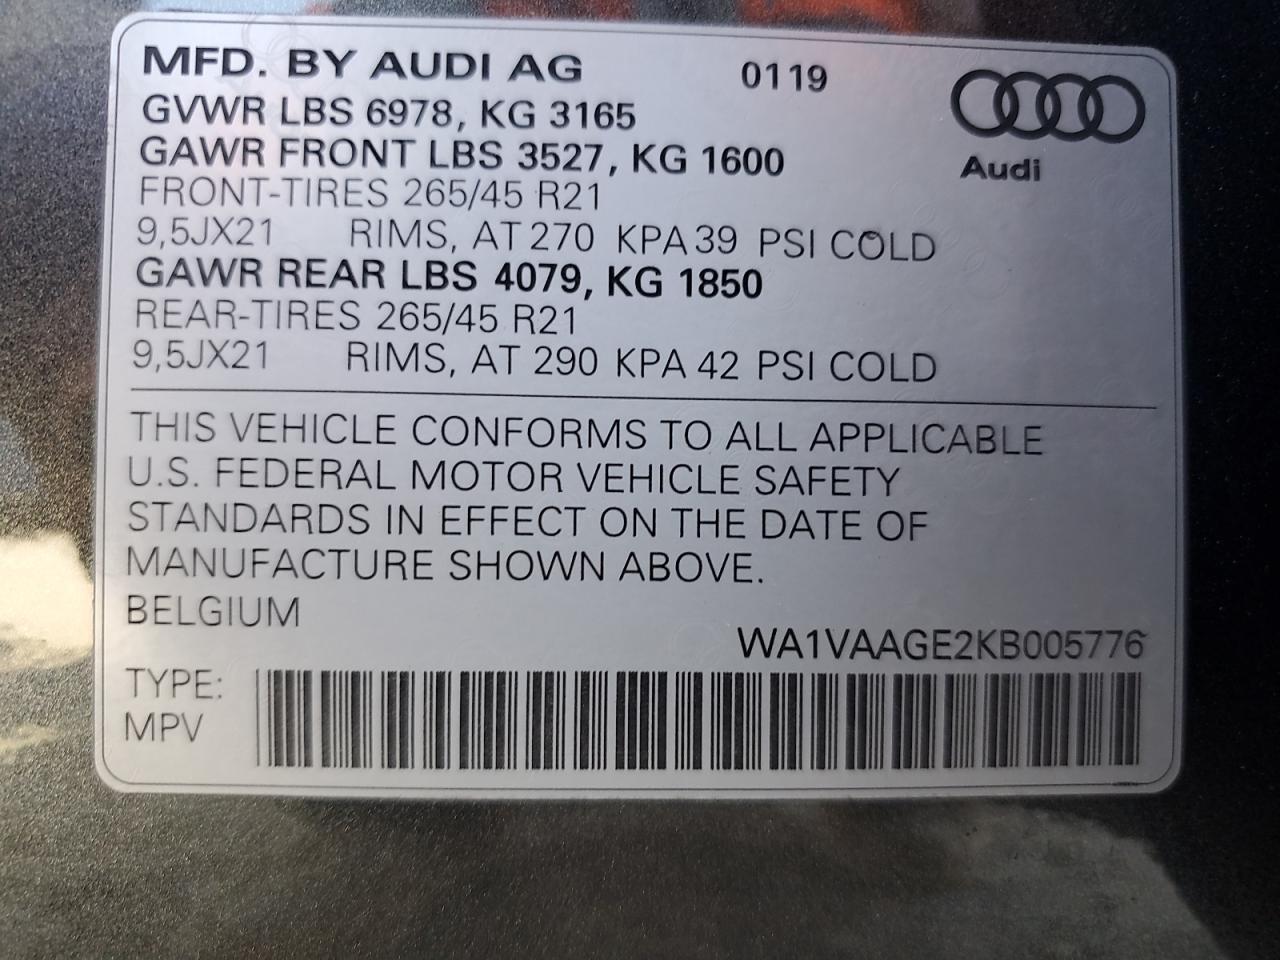 MFD. BY AUDI AG 0119
GVWR LBS 6978, KG 3165
GAWR FRONT LBS 3527, KG 1600
Audi
FRONT-TIRES 265/45 R21
9,5JX21 RIMS, AT 270 KPA 39 PSI COLD
GAWR REAR LBS 4079, KG 1850
REAR-TIRES 265/45 R21
9,5JX21 RIMS, AT 290 KPA 42 PSI COLD
THIS VEHICLE CONFORMS TO ALL APPLICABLE
U.S. FEDERAL MOTOR VEHICLE SAFETY
STANDARDS IN EFFECT ON THE DATE OF
MANUFACTURE SHOWN ABOVE.
BELGIUM
WA1VAAGE2KB005776
TYPE:
MPV